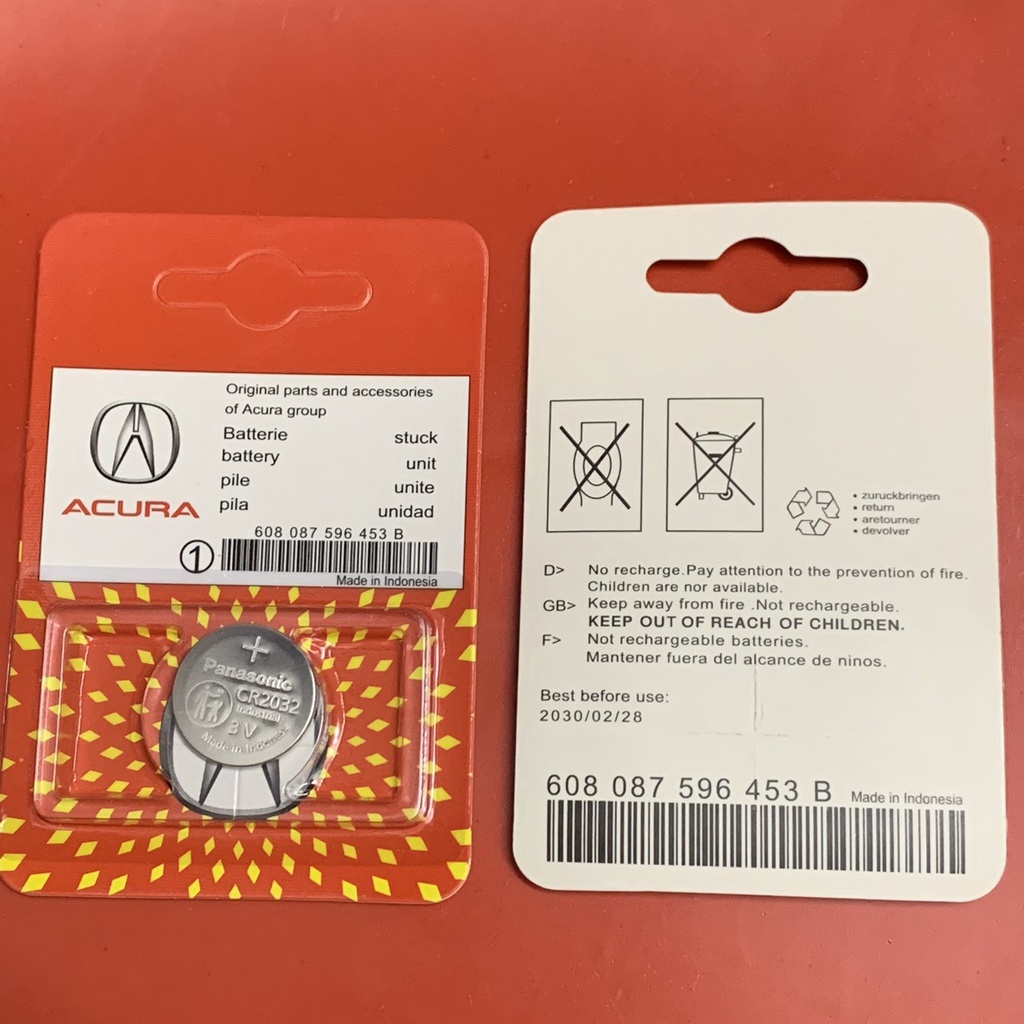 Original parts and accessories
of Acura group
Batterie stuck
battery unit
pile unite
pila unidad
ACURA
608 087 596 453 B
1
Made in Indonesia
+
Panasonic
CR2032
Industrial
3V
Made in Indonesia
• zuruckbringen
• return
• aretourner
• devolver
D> No recharge.Pay attention to the prevention of fire.
Children are nor available.
GB> Keep away from fire .Not rechargeable.
KEEP OUT OF REACH OF CHILDREN.
F> Not rechargeable batteries.
Mantener fuera del alcance de ninos.
Best before use:
2030/02/28
608 087 596 453 B Made in Indonesia